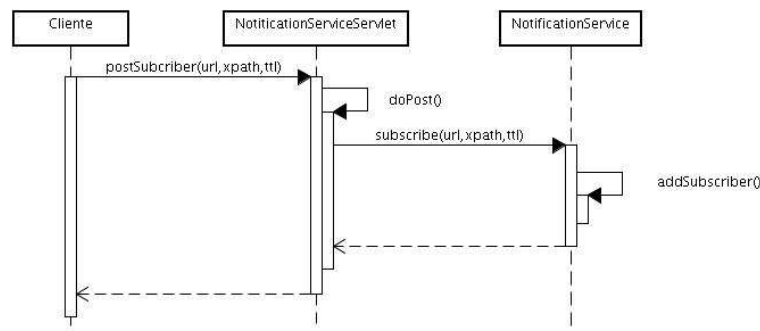 Cliente
NotiticationServiceServlet
NotificationService
postSubcriber(url,xpath,ttl)
doPost()
subscribe(url,xpath,ttl)
addSubscriber()